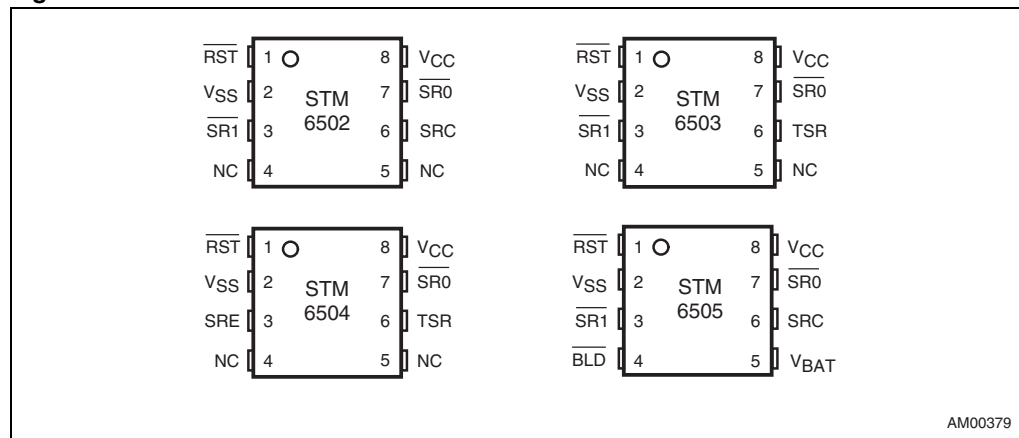 RST 1 8 VCC
VSS 2 STM 7 SR0
SR1 3 6502 6 SRC
NC 4 5 NC
RST 1 8 VCC
VSS 2 STM 7 SR0
SR1 3 6503 6 TSR
NC 4 5 NC
RST 1 8 VCC
VSS 2 STM 7 SR0
SRE 3 6504 6 TSR
NC 4 5 NC
RST 1 8 VCC
VSS 2 STM 7 SR0
SR1 3 6505 6 SRC
BLD 4 5 VBAT
AM00379